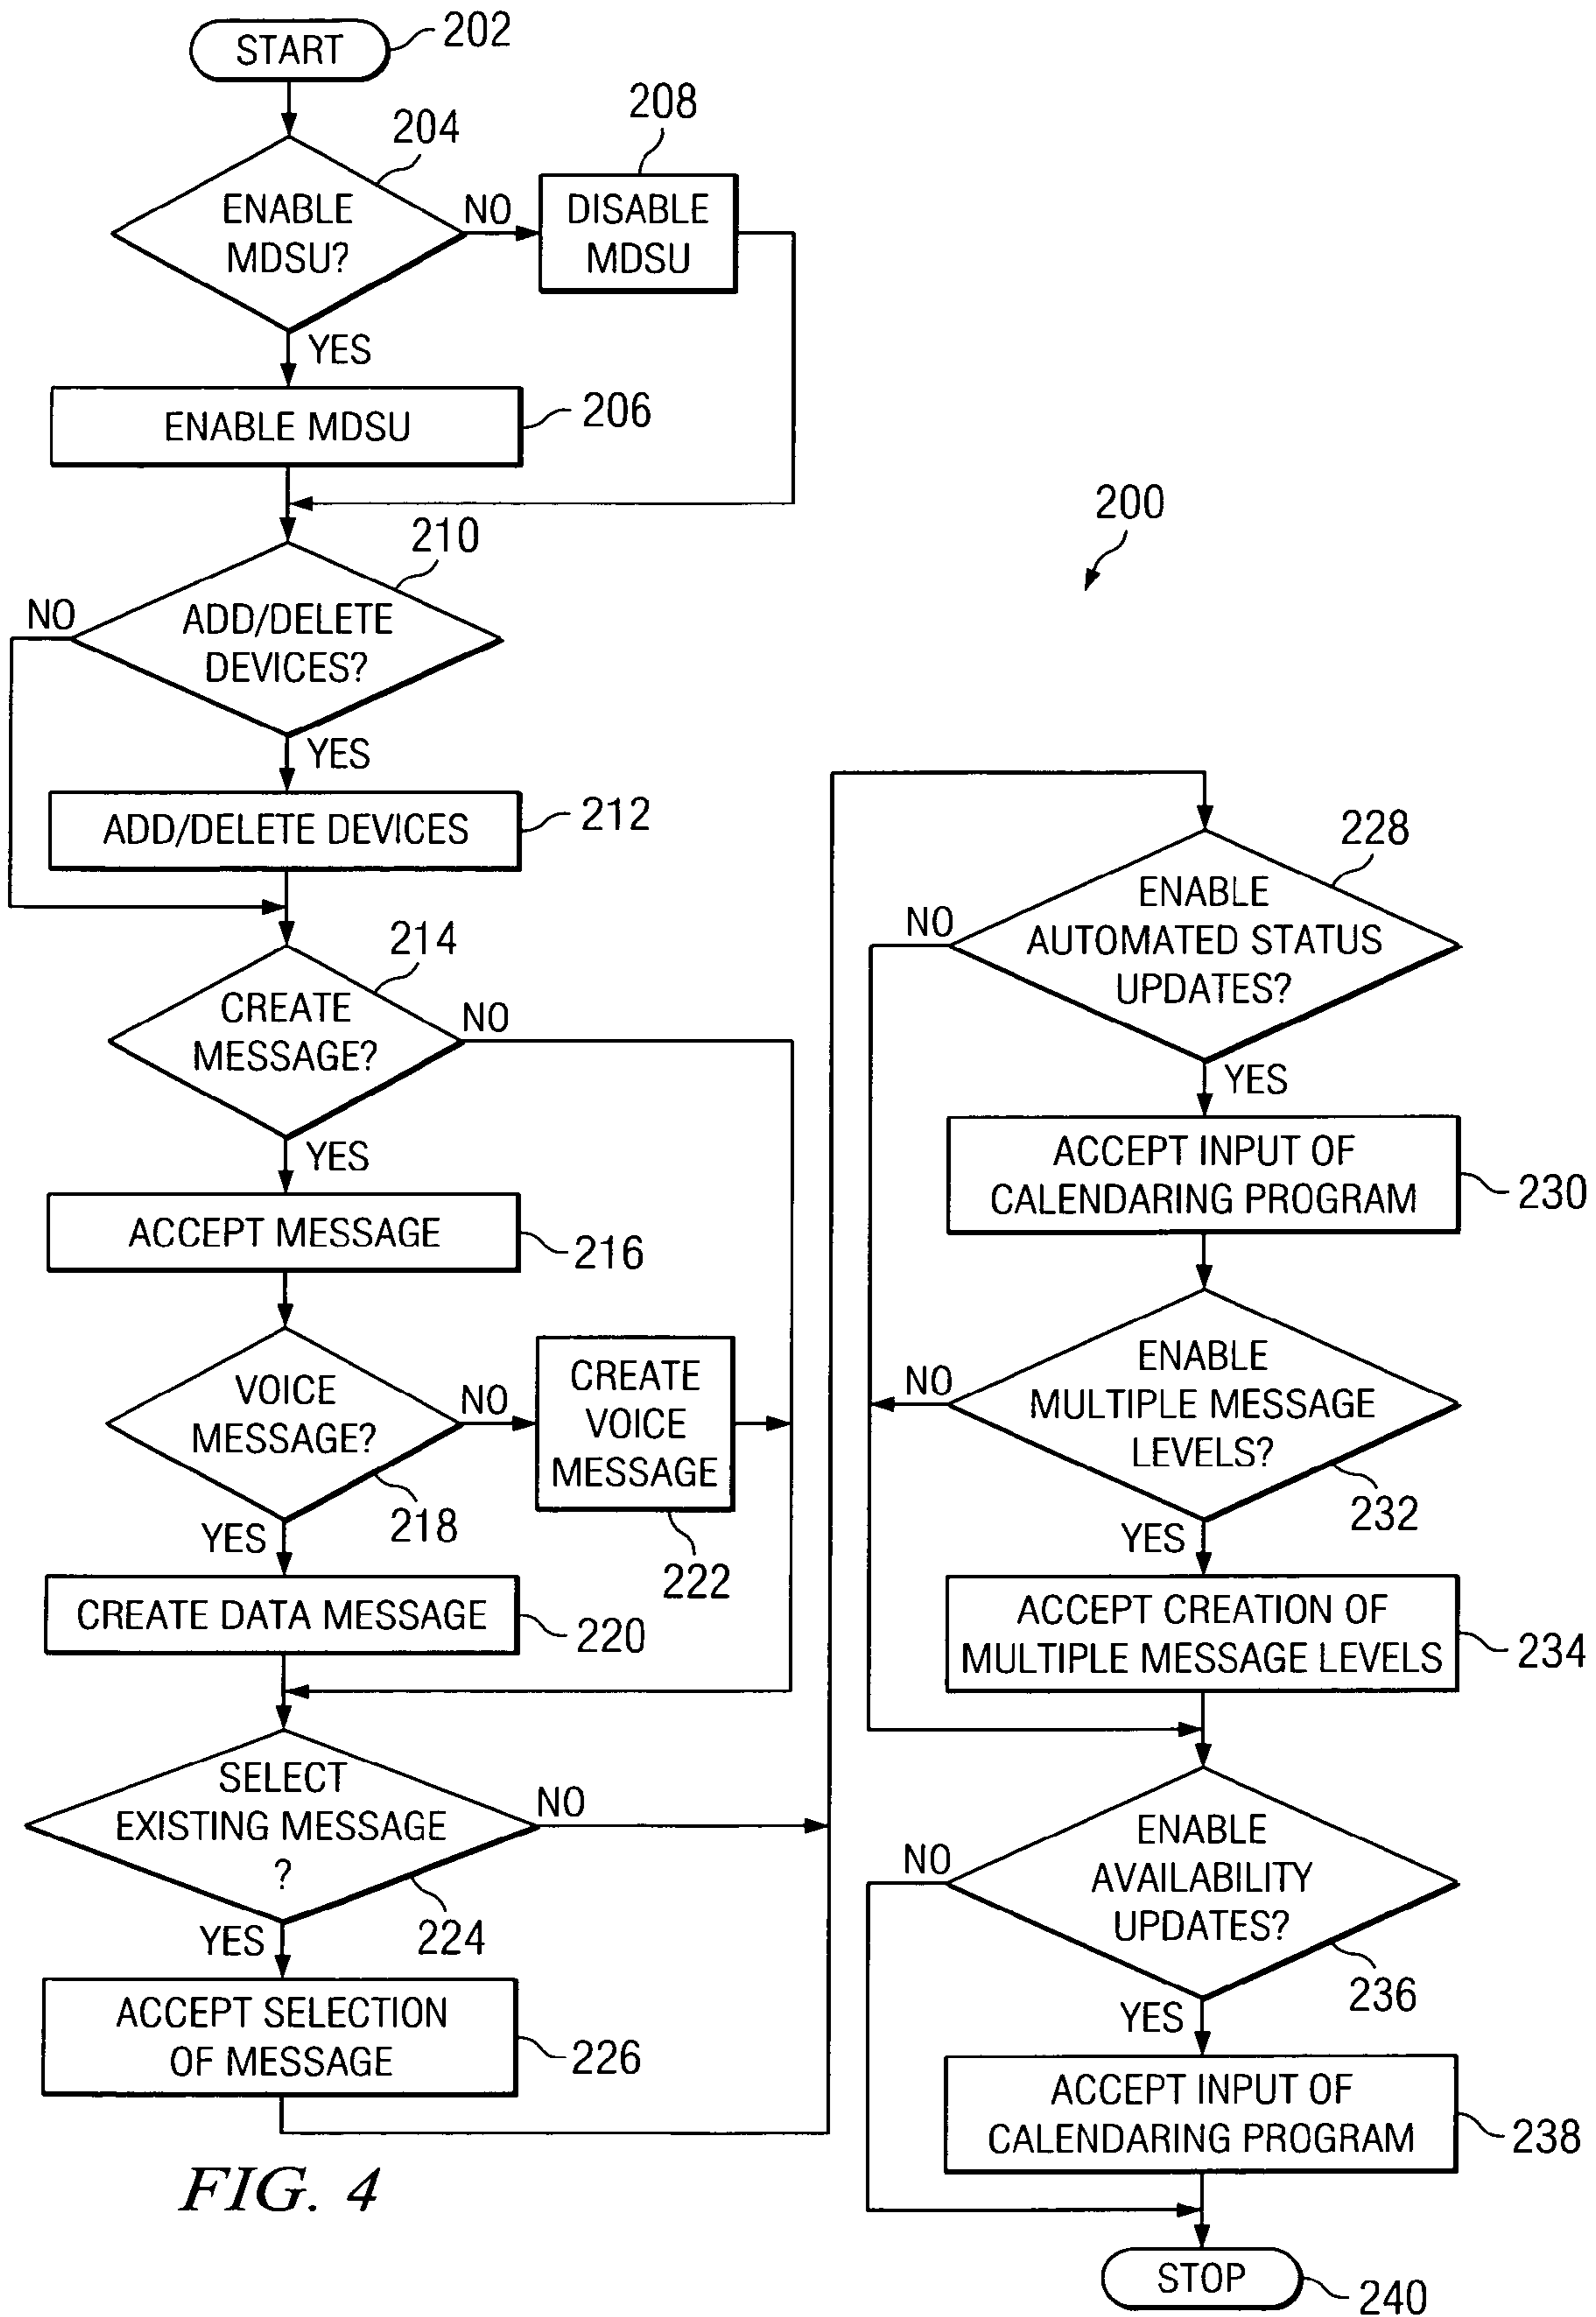 START
202
204
208
ENABLE
MDSU?
NO
DISABLE
MDSU
YES
ENABLE MDSU
206
200
210
NO
ADD/DELETE
DEVICES?
YES
ADD/DELETE DEVICES
212
214
CREATE
MESSAGE?
NO
YES
ACCEPT MESSAGE
216
VOICE
MESSAGE?
NO
CREATE
VOICE
MESSAGE
218
222
YES
CREATE DATA MESSAGE
220
SELECT
EXISTING MESSAGE
?
NO
224
YES
ACCEPT SELECTION
OF MESSAGE
226
228
ENABLE
AUTOMATED STATUS
UPDATES?
NO
YES
ACCEPT INPUT OF
CALENDARING PROGRAM
230
ENABLE
MULTIPLE MESSAGE
LEVELS?
NO
232
YES
ACCEPT CREATION OF
MULTIPLE MESSAGE LEVELS
234
ENABLE
AVAILABILITY
UPDATES?
NO
236
YES
ACCEPT INPUT OF
CALENDARING PROGRAM
238
STOP
240
FIG. 4